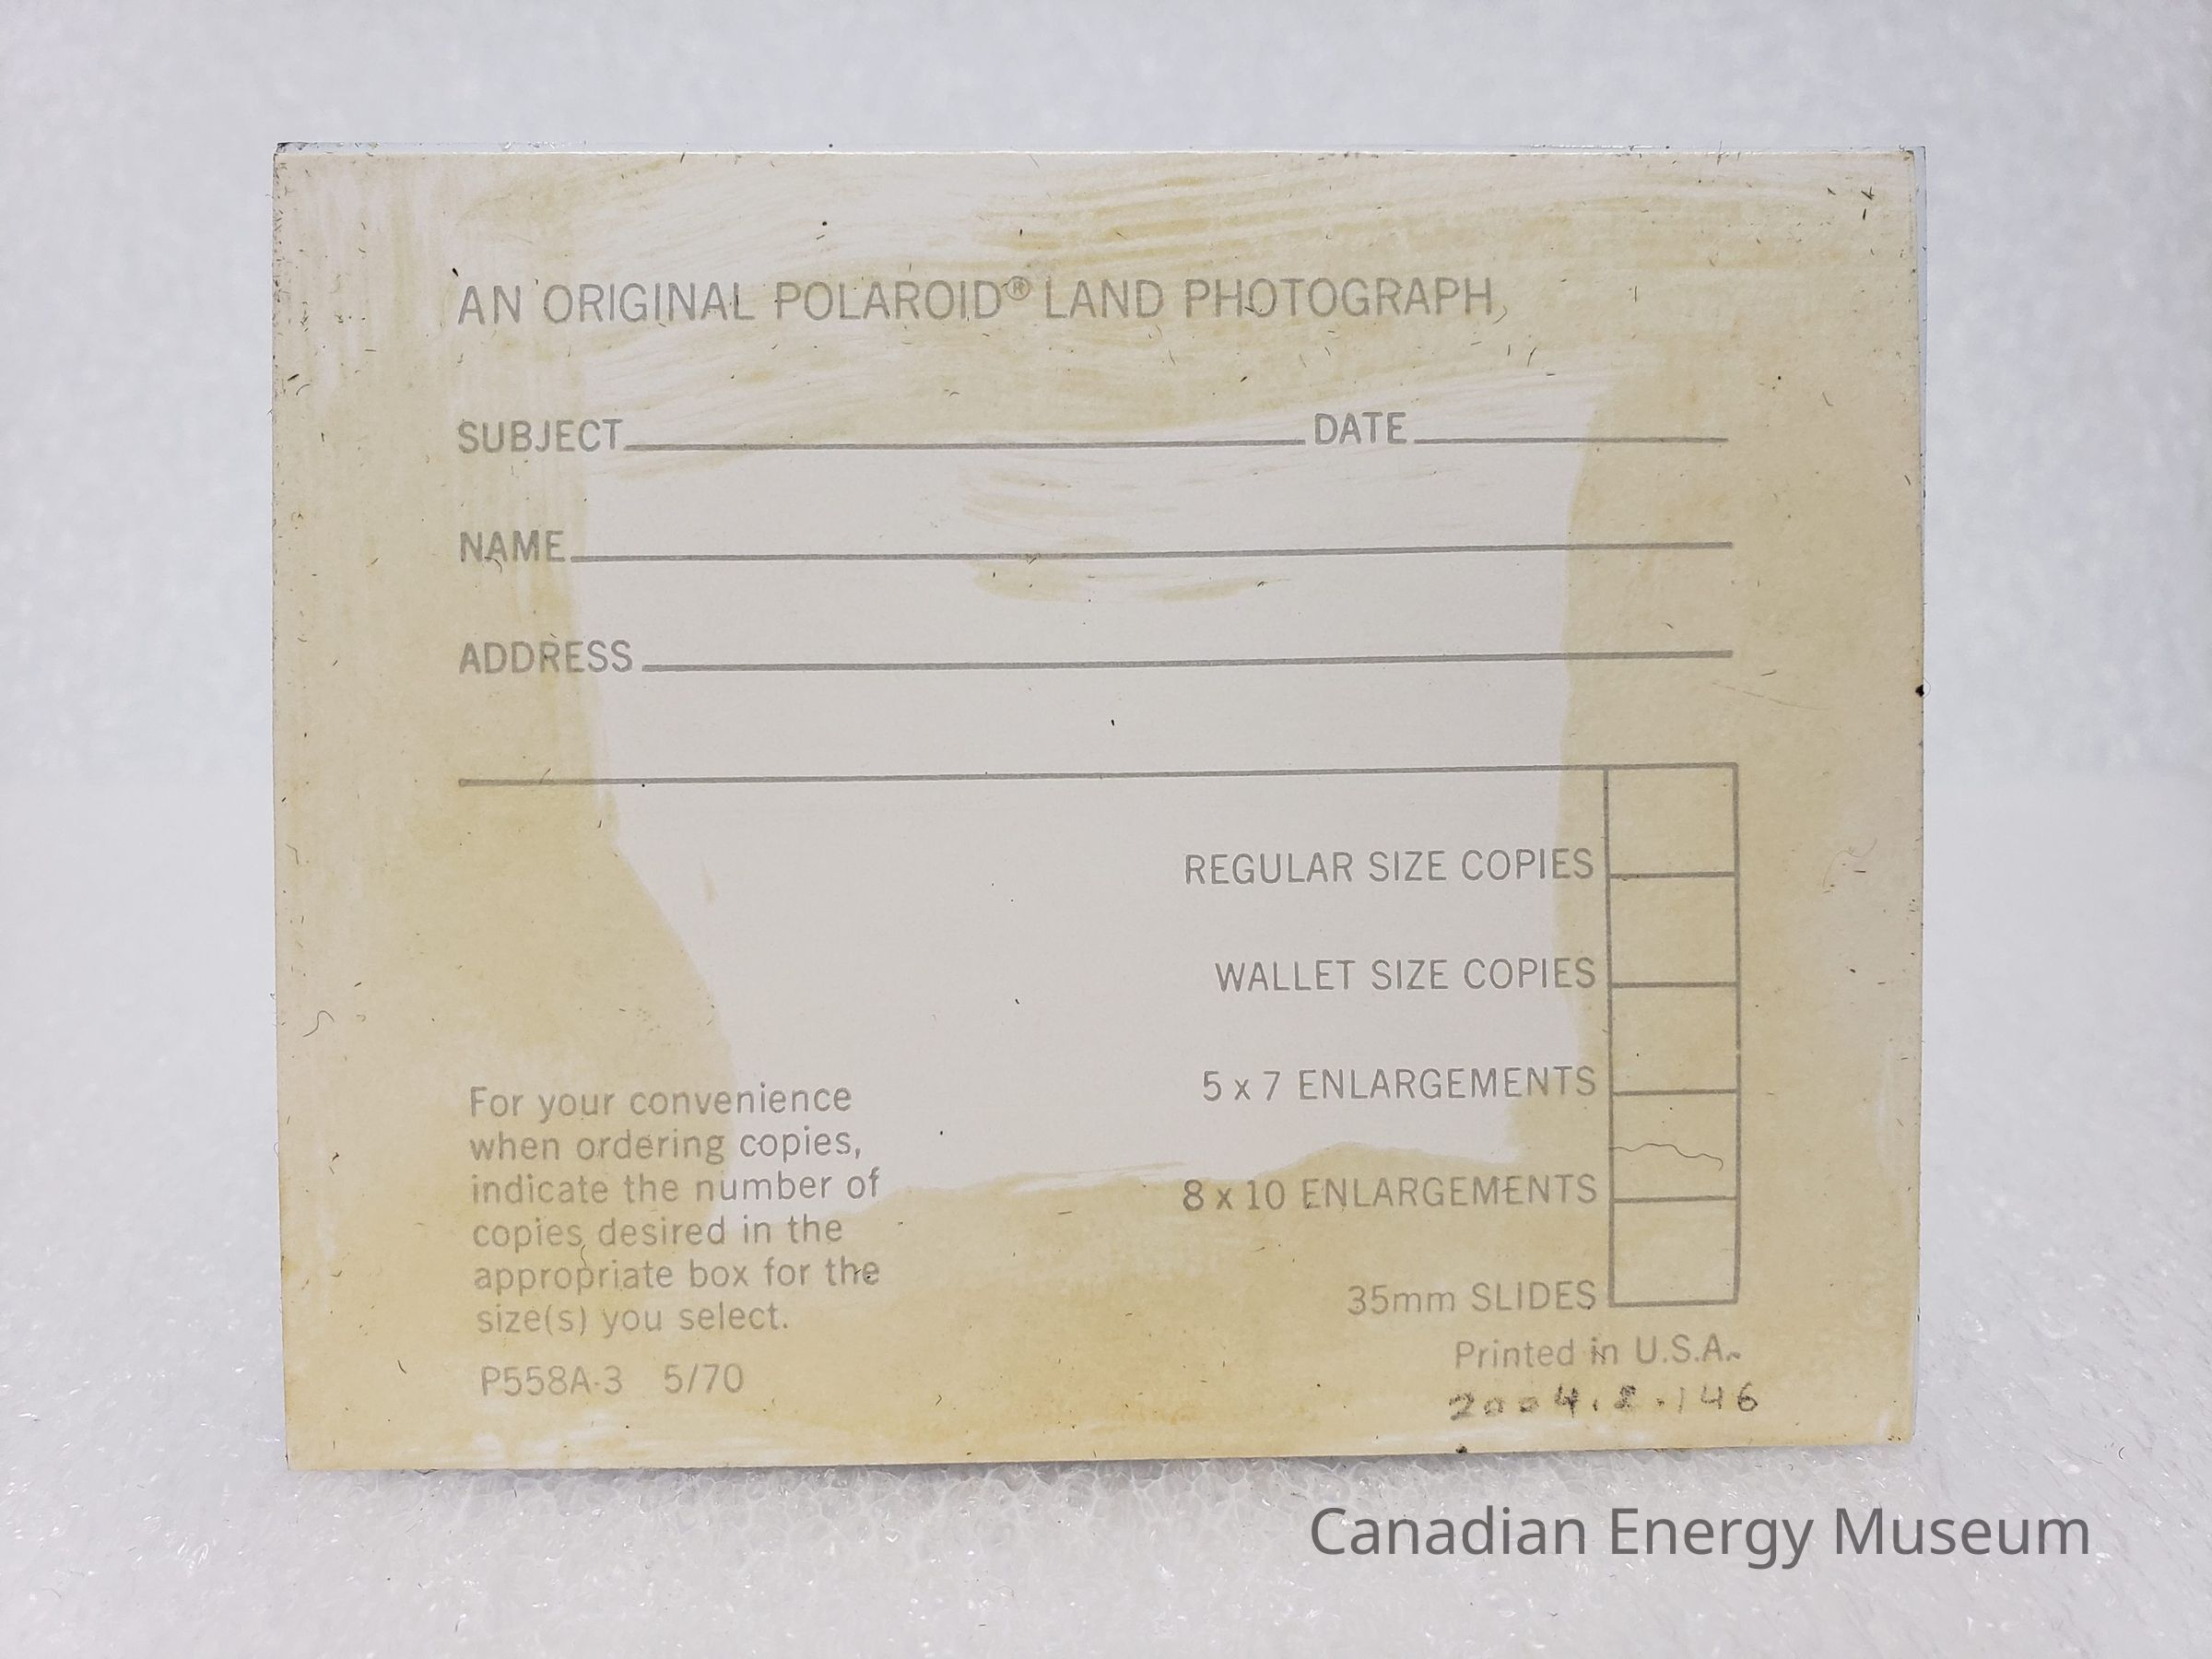 AN ORIGINAL POLAROID® LAND PHOTOGRAPH
SUBJECT DATE
NAME
ADDRESS
REGULAR SIZE COPIES
WALLET SIZE COPIES
5 x 7 ENLARGEMENTS
8 x 10 ENLARGEMENTS
35mm SLIDES
For your convenience
when ordering copies,
indicate the number of
copies desired in the
appropriate box for the
size(s) you select.
P558A-3 5/70
Printed in U.S.A.
2004.8.146
Canadian Energy Museum